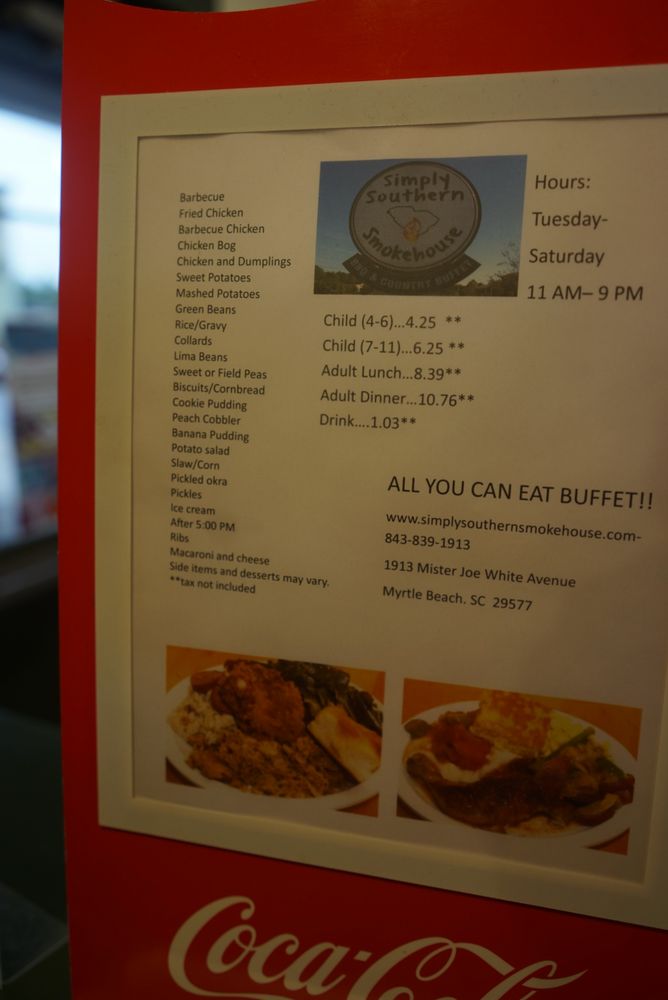 Barbecue
Fried Chicken
Barbecue Chicken
Chicken Bog
Chicken and Dumplings
Sweet Potatoes
Mashed Potatoes
Green Beans
Rice/Gravy
Collards
Lima Beans
Sweet or Field Peas
Biscuits/Cornbread
Cookie Pudding
Peach Cobbler
Banana Pudding
Potato salad
Slaw/Corn
Pickled okra
Pickles
Ice cream
After 5:00 PM
Ribs
Macaroni and cheese
Side items and desserts may vary.
**tax not included
Simply
Southern
Smokehouse
BBQ & COUNTRY BUFFET
Hours:
Tuesday-
Saturday
11 AM– 9 PM
Child (4-6)...4.25 **
Child (7-11)...6.25 **
Adult Lunch...8.39**
Adult Dinner...10.76**
Drink....1.03**
ALL YOU CAN EAT BUFFET!!
www.simplysouthernsmokehouse.com-
843-839-1913
1913 Mister Joe White Avenue
Myrtle Beach. SC 29577
Coca-Cola